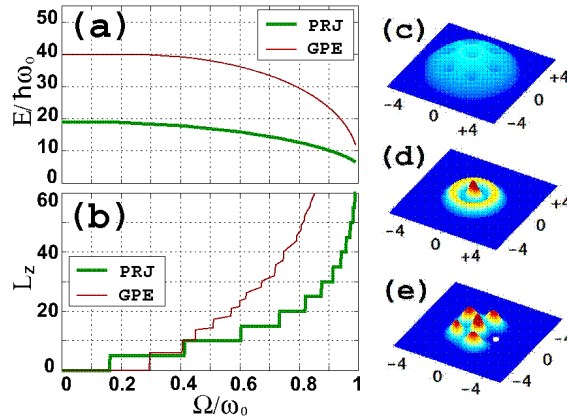 (a)
PRJ
GPE
50
40
30
20
10
0
E/ħω₀
(b)
PRJ
GPE
60
40
20
0
L_z
0 0.2 0.4 0.6 0.8 1
Ω/ω₀
(c)
−4 0 +4 −4 0 +4
(d)
−4 0 +4 −4 0 +4
(e)
−4 0 +4 −4 0 −4